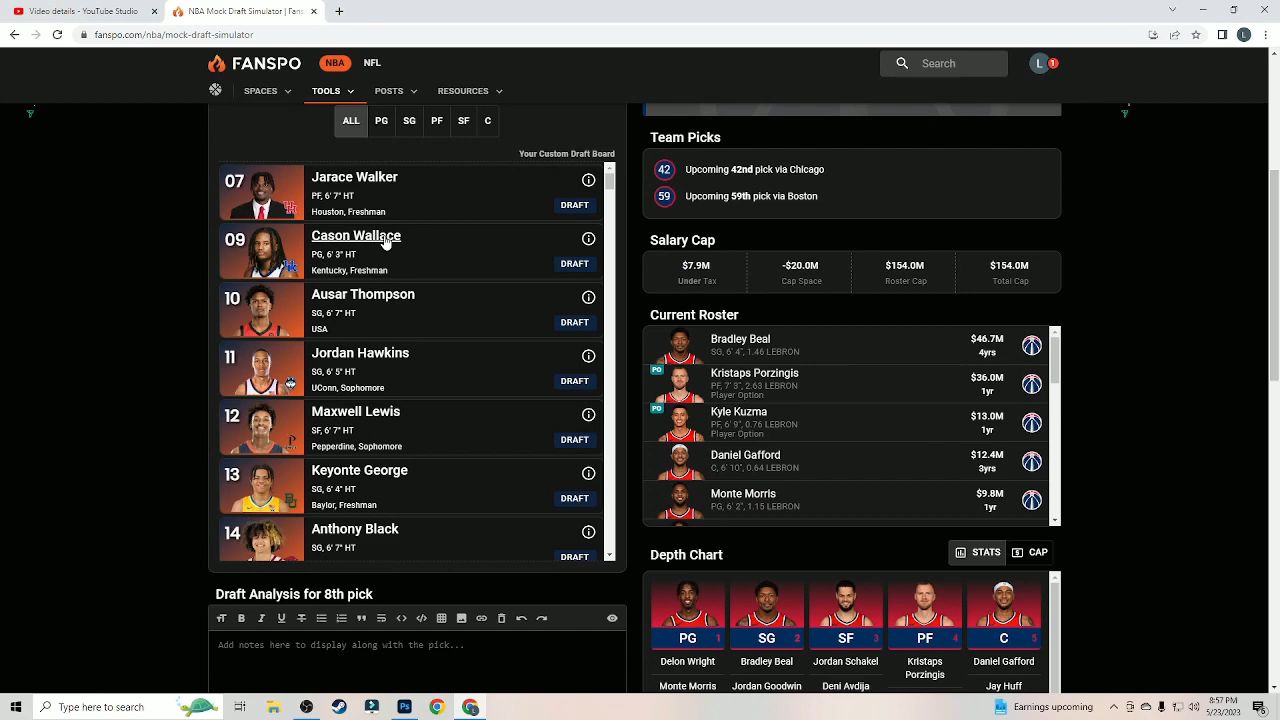 Video details - YouTube Studio
NBA Mock Draft Simulator | Fans
fanspo.com/nba/mock-draft-simulator
L
FANSPO
NBA
NFL
Search
L
1
SPACES
TOOLS
POSTS
RESOURCES
ALL
PG
SG
PF
SF
C
Your Custom Draft Board
07
Jarace Walker
PF, 6' 7" HT
Houston, Freshman
DRAFT
09
Cason Wallace
PG, 6' 3" HT
Kentucky, Freshman
DRAFT
10
Ausar Thompson
SG, 6' 7" HT
USA
DRAFT
11
Jordan Hawkins
SG, 6' 5" HT
UConn, Sophomore
DRAFT
12
Maxwell Lewis
SF, 6' 7" HT
Pepperdine, Sophomore
DRAFT
13
Keyonte George
SG, 6' 4" HT
Baylor, Freshman
DRAFT
14
Anthony Black
SG, 6' 7" HT
DRAFT
Draft Analysis for 8th pick
Add notes here to display along with the pick...
Team Picks
42
Upcoming 42nd pick via Chicago
59
Upcoming 59th pick via Boston
Salary Cap
$7.9M
Under Tax
-$20.0M
Cap Space
$154.0M
Roster Cap
$154.0M
Total Cap
Current Roster
Bradley Beal
SG, 6' 4", 1.46 LEBRON
$46.7M
4yrs
PO
Kristaps Porzingis
PF, 7' 3", 2.63 LEBRON
Player Option
$36.0M
1yr
PO
Kyle Kuzma
PF, 6' 9", 0.76 LEBRON
Player Option
$13.0M
1yr
Daniel Gafford
C, 6' 10", 0.64 LEBRON
$12.4M
3yrs
Monte Morris
PG, 6' 2", 1.15 LEBRON
$9.8M
1yr
Depth Chart
STATS
CAP
PG 1
SG 2
SF 3
PF 4
C 5
Delon Wright
Bradley Beal
Jordan Schakel
Kristaps
Porzingis
Daniel Gafford
Monte Morris
Jordan Goodwin
Deni Avdija
Jay Huff
Type here to search
Earnings upcoming
8:57 PM
5/23/2023